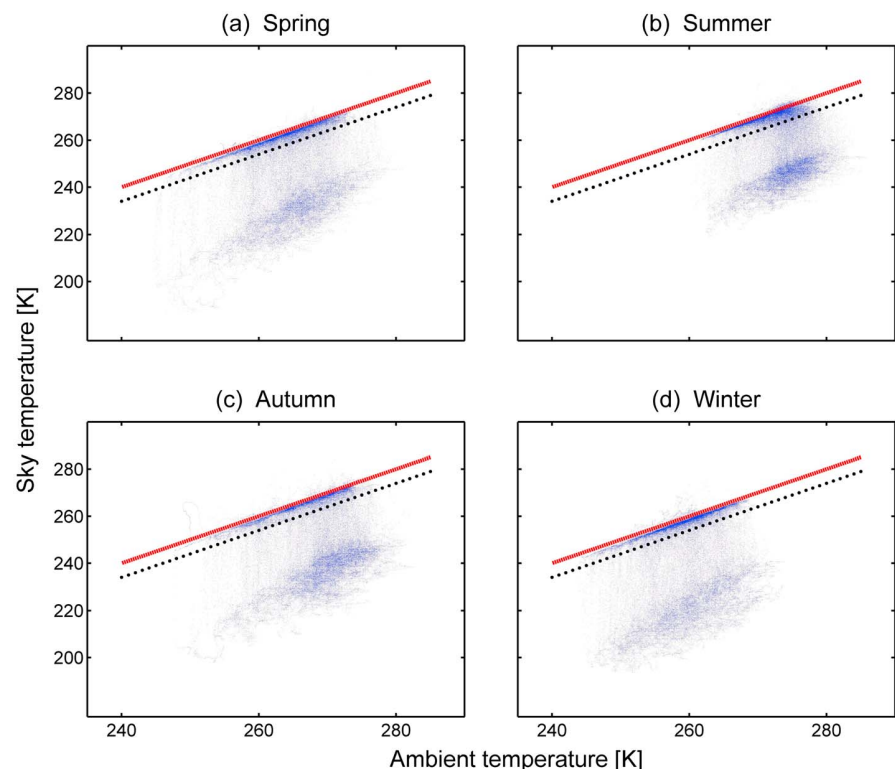 (a) Spring
(b) Summer
280
260
240
220
200
(c) Autumn
(d) Winter
280
260
240
220
200
240 260 280
240 260 280
Sky temperature [K]
Ambient temperature [K]